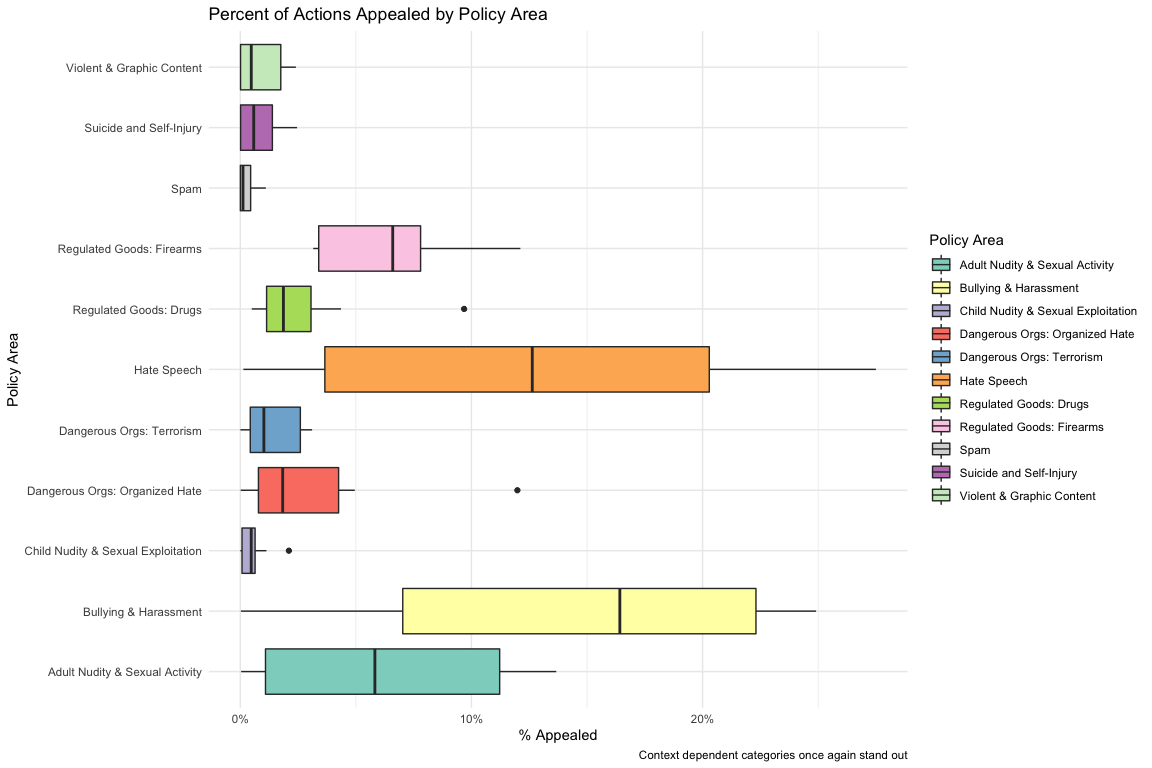 Percent of Actions Appealed by Policy Area
Policy Area
Violent & Graphic Content
Suicide and Self-Injury
Spam
Regulated Goods: Firearms
Regulated Goods: Drugs
Hate Speech
Dangerous Orgs: Terrorism
Dangerous Orgs: Organized Hate
Child Nudity & Sexual Exploitation
Bullying & Harassment
Adult Nudity & Sexual Activity
0%
10%
20%
% Appealed
Context dependent categories once again stand out
Policy Area
Adult Nudity & Sexual Activity
Bullying & Harassment
Child Nudity & Sexual Exploitation
Dangerous Orgs: Organized Hate
Dangerous Orgs: Terrorism
Hate Speech
Regulated Goods: Drugs
Regulated Goods: Firearms
Spam
Suicide and Self-Injury
Violent & Graphic Content